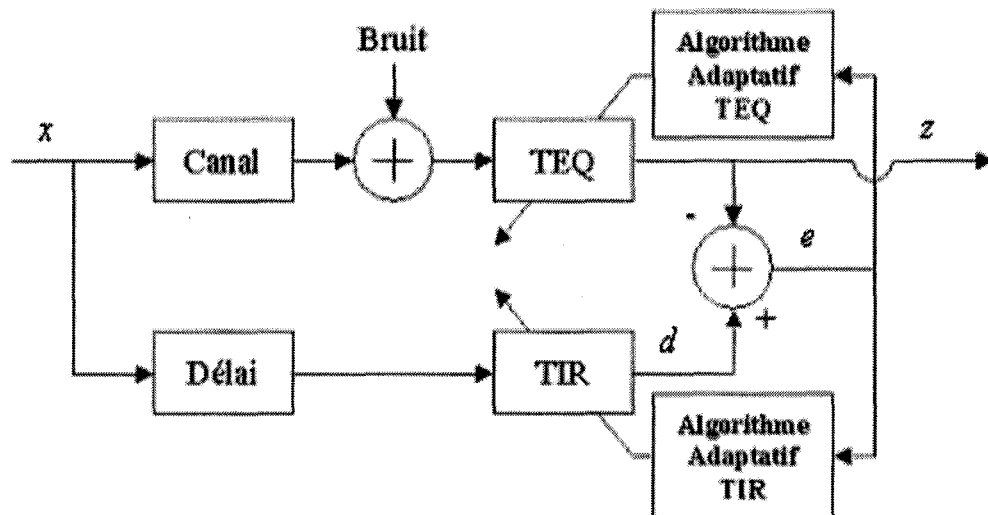 Bruit
Algorithme
Adaptatif
TEQ
x
Canal
+
TEQ
z
-
+
e
+
Délai
TIR
d
Algorithme
Adaptatif
TIR